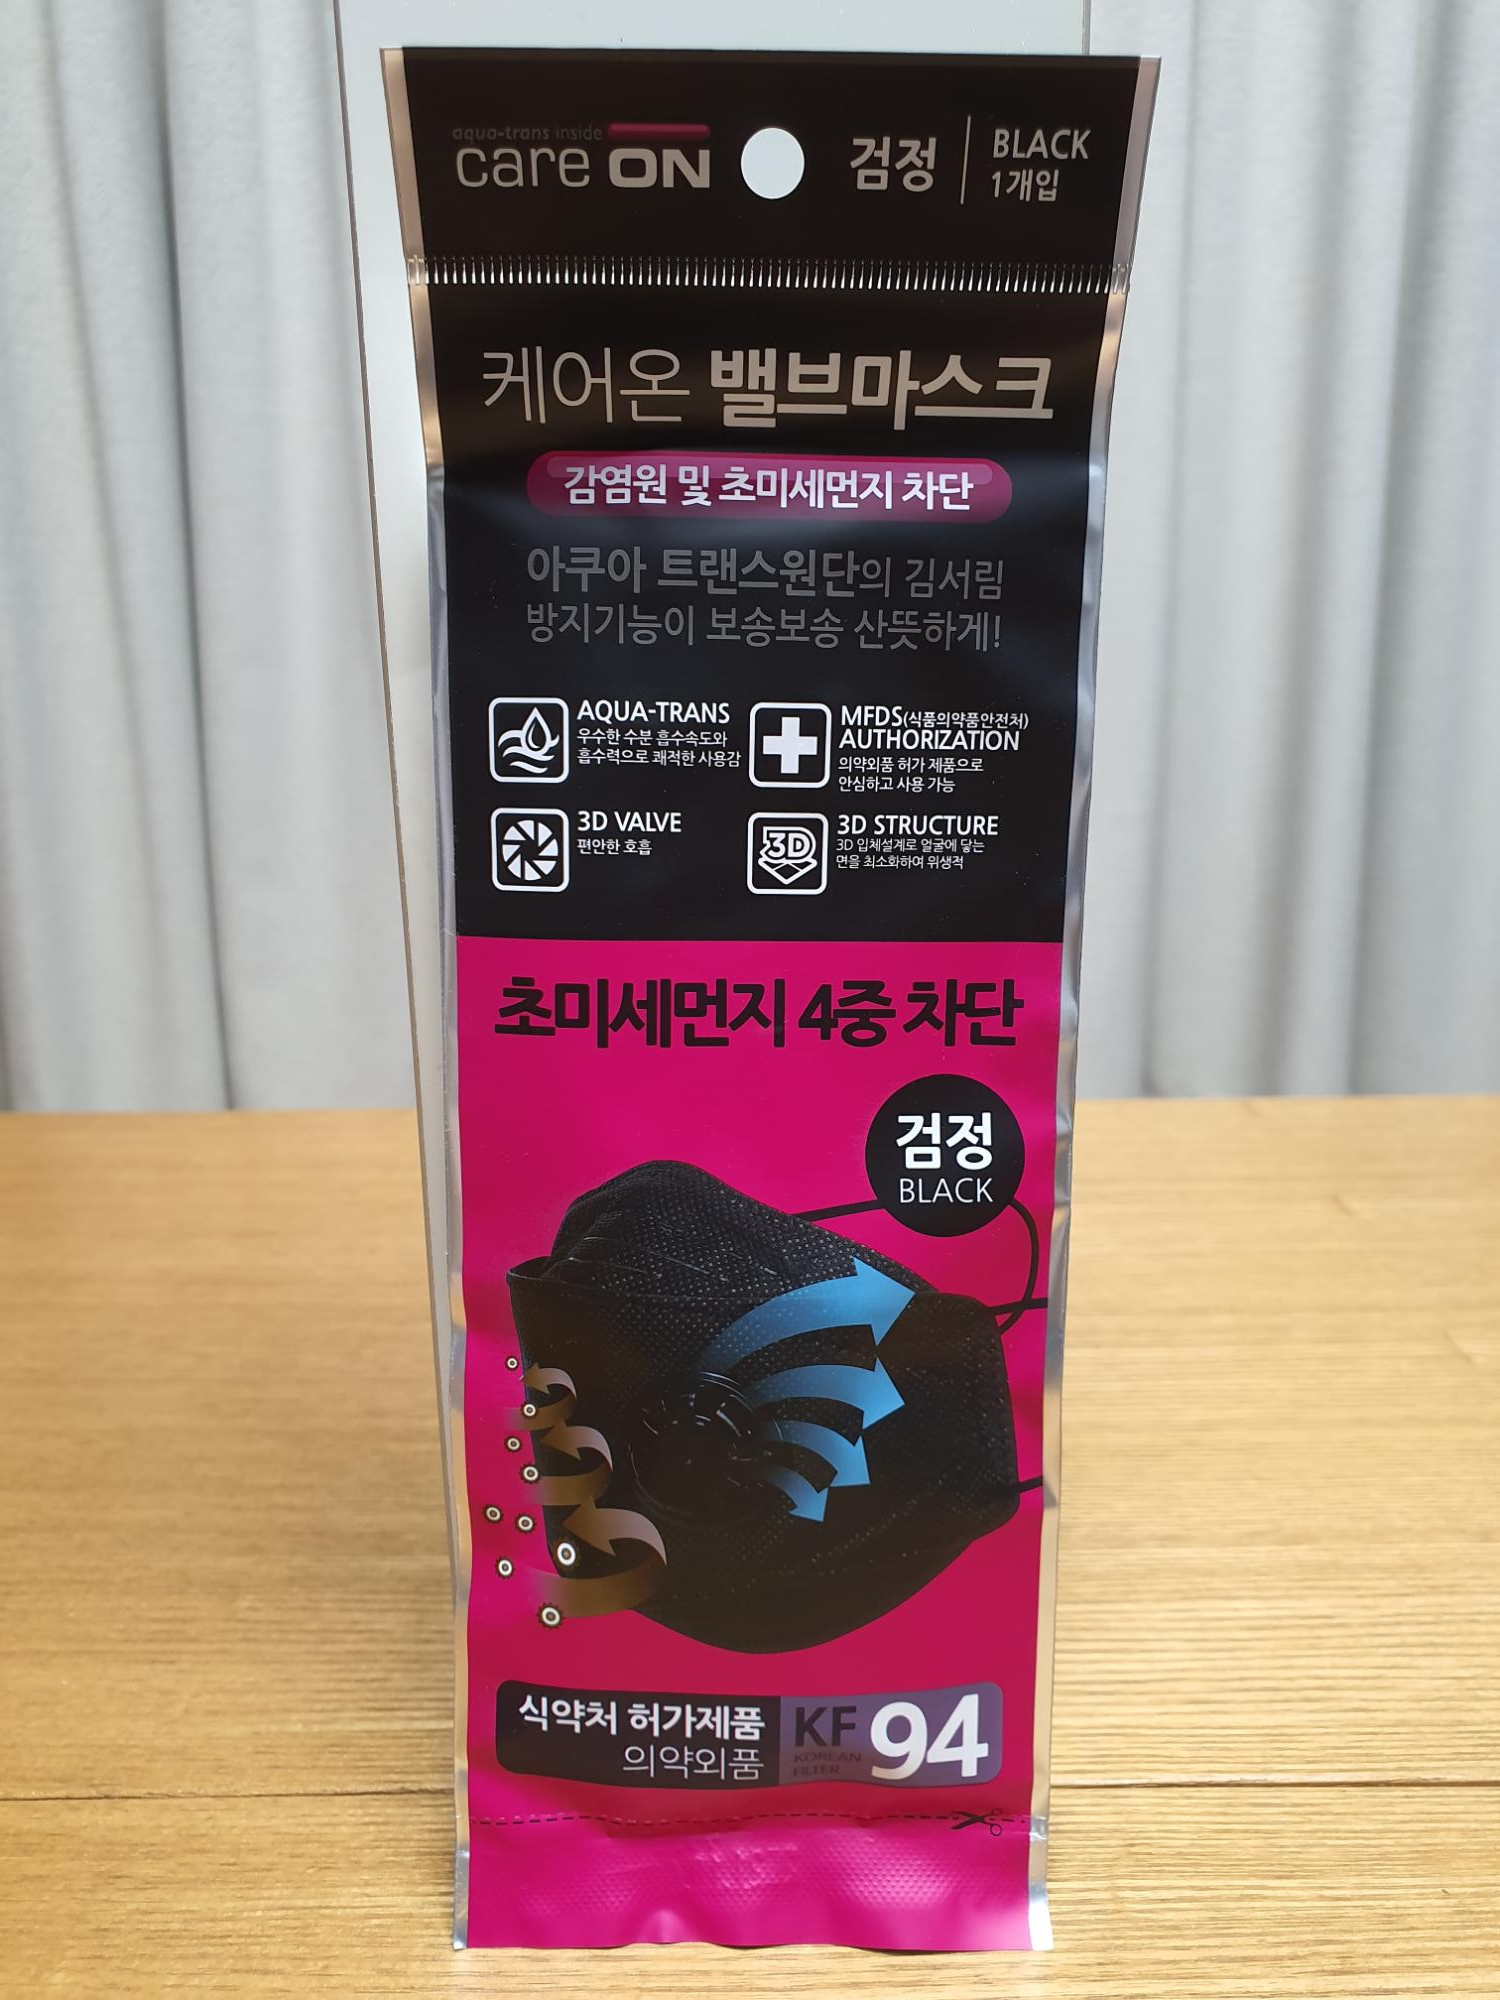 aqua-trans inside
care ON
검정
BLACK
1개입
케어온 밸브마스크
감염원 및 초미세먼지 차단
아쿠아 트랜스원단의 김서림
방지기능이 보송보송 산뜻하게!
AQUA-TRANS
우수한 수분 흡수속도와
흡수력으로 쾌적한 사용감
MFDS(식품의약품안전처)
AUTHORIZATION
의약외품 허가 제품으로
안심하고 사용 가능
3D VALVE
편안한 호흡
3D
3D STRUCTURE
3D 입체설계로 얼굴에 닿는
면을 최소화하여 위생적
초미세먼지 4중 차단
검정
BLACK
식약처 허가제품
의약외품
KF 94
KOREAN
FILTER